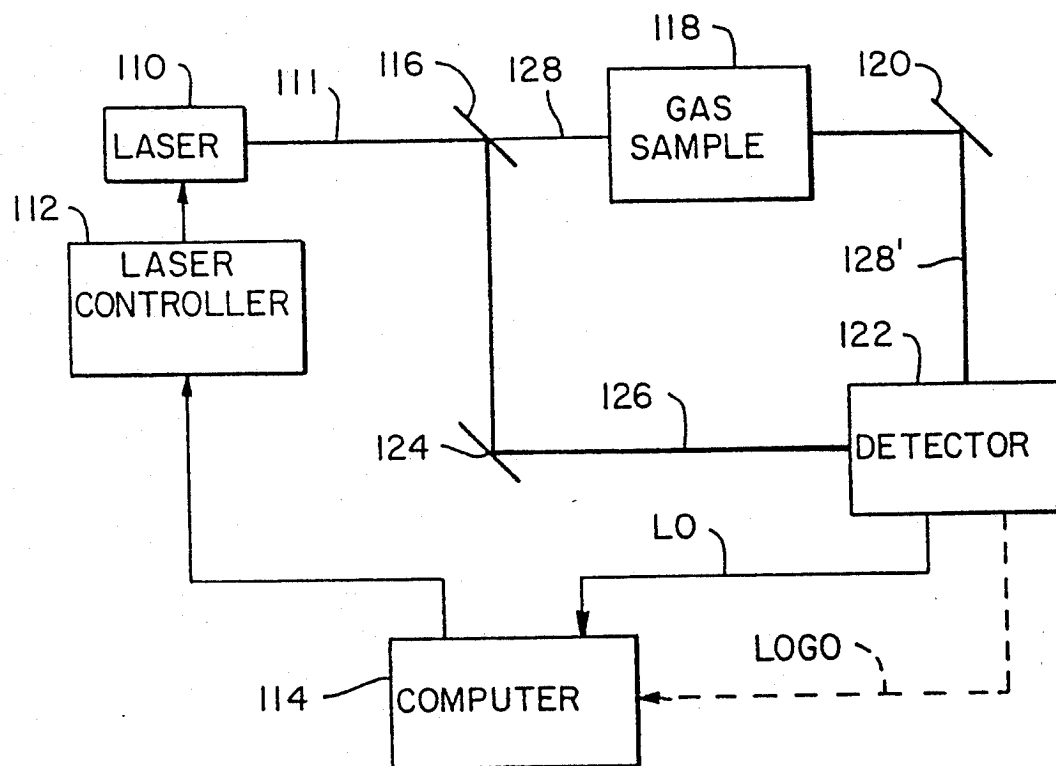 110
111
116
128
118
120
LASER
GAS
SAMPLE
112
LASER
CONTROLLER
128'
122
126
124
DETECTOR
LO
LOGO
114
COMPUTER